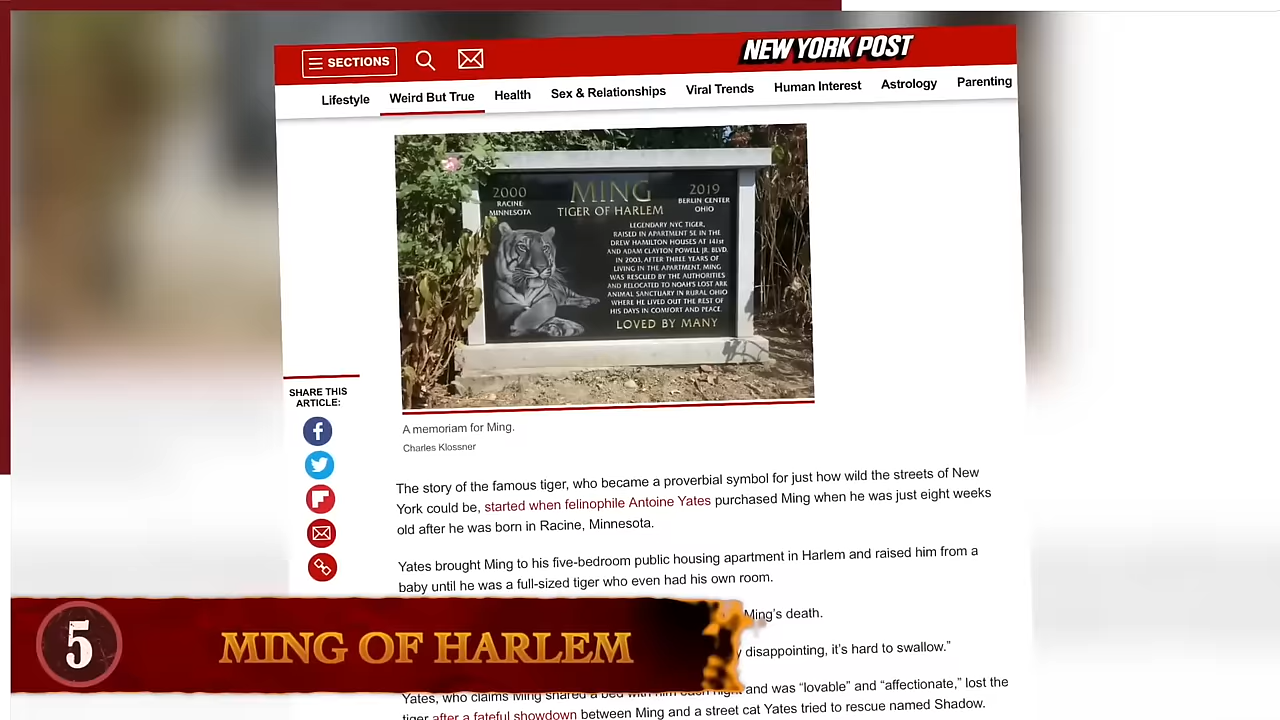 SECTIONS
NEW YORK POST
Lifestyle Weird But True Health Sex & Relationships Viral Trends Human Interest Astrology Parenting
2000
RACINE
MINNESOTA
MING
TIGER OF HARLEM
2019
BERLIN CENTER
OHIO
LEGENDARY NYC TIGER,
RAISED IN APARTMENT 5E IN THE
DREW HAMILTON HOUSES AT 141st
AND ADAM CLAYTON POWELL JR. BLVD.
IN 2003, AFTER THREE YEARS OF
LIVING IN THE APARTMENT, MING
WAS RESCUED BY THE AUTHORITIES
AND RELOCATED TO NOAH'S LOST ARK
ANIMAL SANCTUARY IN RURAL OHIO
WHERE HE LIVED OUT THE REST OF
HIS DAYS IN COMFORT AND PEACE.
LOVED BY MANY
SHARE THIS
ARTICLE:
A memoriam for Ming.
Charles Klossner
The story of the famous tiger, who became a proverbial symbol for just how wild the streets of New
York could be, started when felinophile Antoine Yates purchased Ming when he was just eight weeks
old after he was born in Racine, Minnesota.
Yates brought Ming to his five-bedroom public housing apartment in Harlem and raised him from a
baby until he was a full-sized tiger who even had his own room.
Ming's death.
disappointing, it's hard to swallow.”
Yates, who claims Ming shared a bed with him each night and was “lovable” and “affectionate,” lost the
tiger after a fateful showdown between Ming and a street cat Yates tried to rescue named Shadow.
5
MING OF HARLEM